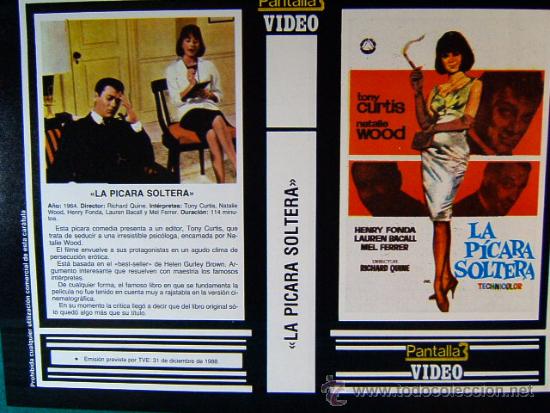 Pantalla 3
VIDEO
«LA PICARA SOLTERA»
Año: 1964. Director: Richard Quine. Intérpretes: Tony Curtis, Natalie
Wood, Henry Fonda, Lauren Bacall y Mel Ferrer. Duración: 114 minu-
tos.
Esta pícara comedia presenta a un editor, Tony Curtis, que
trata de seducir a una irresistible psicóloga, encarnada por Na-
talie Wood.
El filme envuelve a sus protagonistas en un agudo clima de
persecución erótica.
Está basada en el «best-seller» de Helen Gurley Brown, Ar-
gumento interesante que resuelven con maestría los famosos
intérpretes.
De cualquier forma, el famoso libro en que se fundamenta la
película no fue tenido en cuenta muy a rajatabla en la versión ci-
nematográfica.
En su momento la crítica llegó a decir que del libro original só-
lo quedó algo más que su título.
• Emisión prevista por TVE: 31 de diciembre de 1988.
Prohibida cualquier utilización comercial de esta carátula
«LA PICARA SOLTERA»
tony
curtis
natalie
wood
HENRY FONDA
LAUREN BACALL
MEL FERRER
DIRECTOR
RICHARD QUINE
LA
PÍCARA
SOLTERA
TECHNICOLOR
Pantalla 3
VIDEO
www.todocoleccion.net